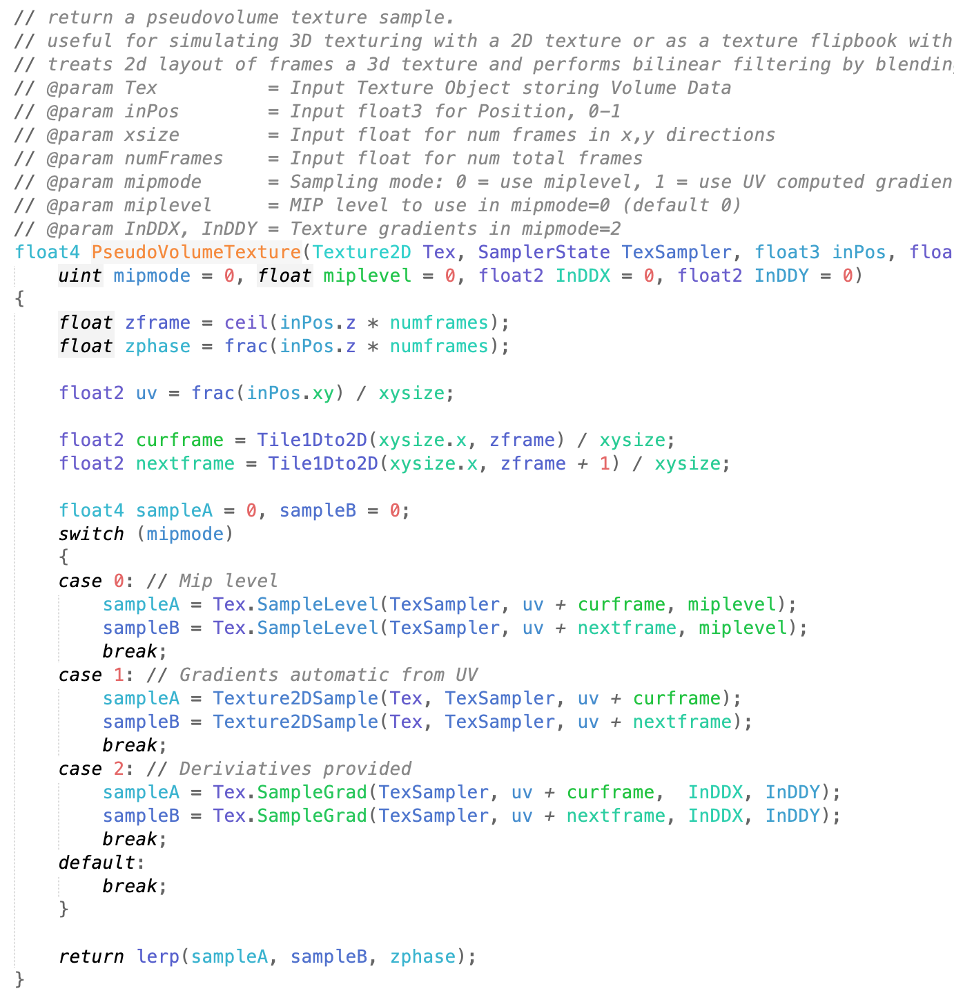 // return a pseudovolume texture sample.
// useful for simulating 3D texturing with a 2D texture or as a texture flipbook with
// treats 2d layout of frames a 3d texture and performs bilinear filtering by blendin
// @param Tex          = Input Texture Object storing Volume Data
// @param inPos        = Input float3 for Position, 0-1
// @param xsize        = Input float for num frames in x,y directions
// @param numFrames    = Input float for num total frames
// @param mipmode      = Sampling mode: 0 = use miplevel, 1 = use UV computed gradien
// @param miplevel     = MIP level to use in mipmode=0 (default 0)
// @param InDDX, InDDY = Texture gradients in mipmode=2
float4 PseudoVolumeTexture(Texture2D Tex, SamplerState TexSampler, float3 inPos, floa
    uint mipmode = 0, float miplevel = 0, float2 InDDX = 0, float2 InDDY = 0)
{
    float zframe = ceil(inPos.z * numframes);
    float zphase = frac(inPos.z * numframes);

    float2 uv = frac(inPos.xy) / xysize;

    float2 curframe = Tile1Dto2D(xysize.x, zframe) / xysize;
    float2 nextframe = Tile1Dto2D(xysize.x, zframe + 1) / xysize;

    float4 sampleA = 0, sampleB = 0;
    switch (mipmode)
    {
    case 0: // Mip level
        sampleA = Tex.SampleLevel(TexSampler, uv + curframe, miplevel);
        sampleB = Tex.SampleLevel(TexSampler, uv + nextframe, miplevel);
        break;
    case 1: // Gradients automatic from UV
        sampleA = Texture2DSample(Tex, TexSampler, uv + curframe);
        sampleB = Texture2DSample(Tex, TexSampler, uv + nextframe);
        break;
    case 2: // Deriviatives provided
        sampleA = Tex.SampleGrad(TexSampler, uv + curframe,  InDDX, InDDY);
        sampleB = Tex.SampleGrad(TexSampler, uv + nextframe, InDDX, InDDY);
        break;
    default:
        break;
    }

    return lerp(sampleA, sampleB, zphase);
}